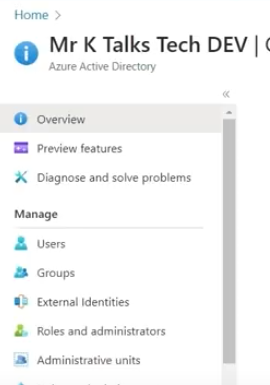 Home >
Mr K Talks Tech DEV |
Azure Active Directory
«
Overview
Preview features
Diagnose and solve problems
Manage
Users
Groups
External Identities
Roles and administrators
Administrative units